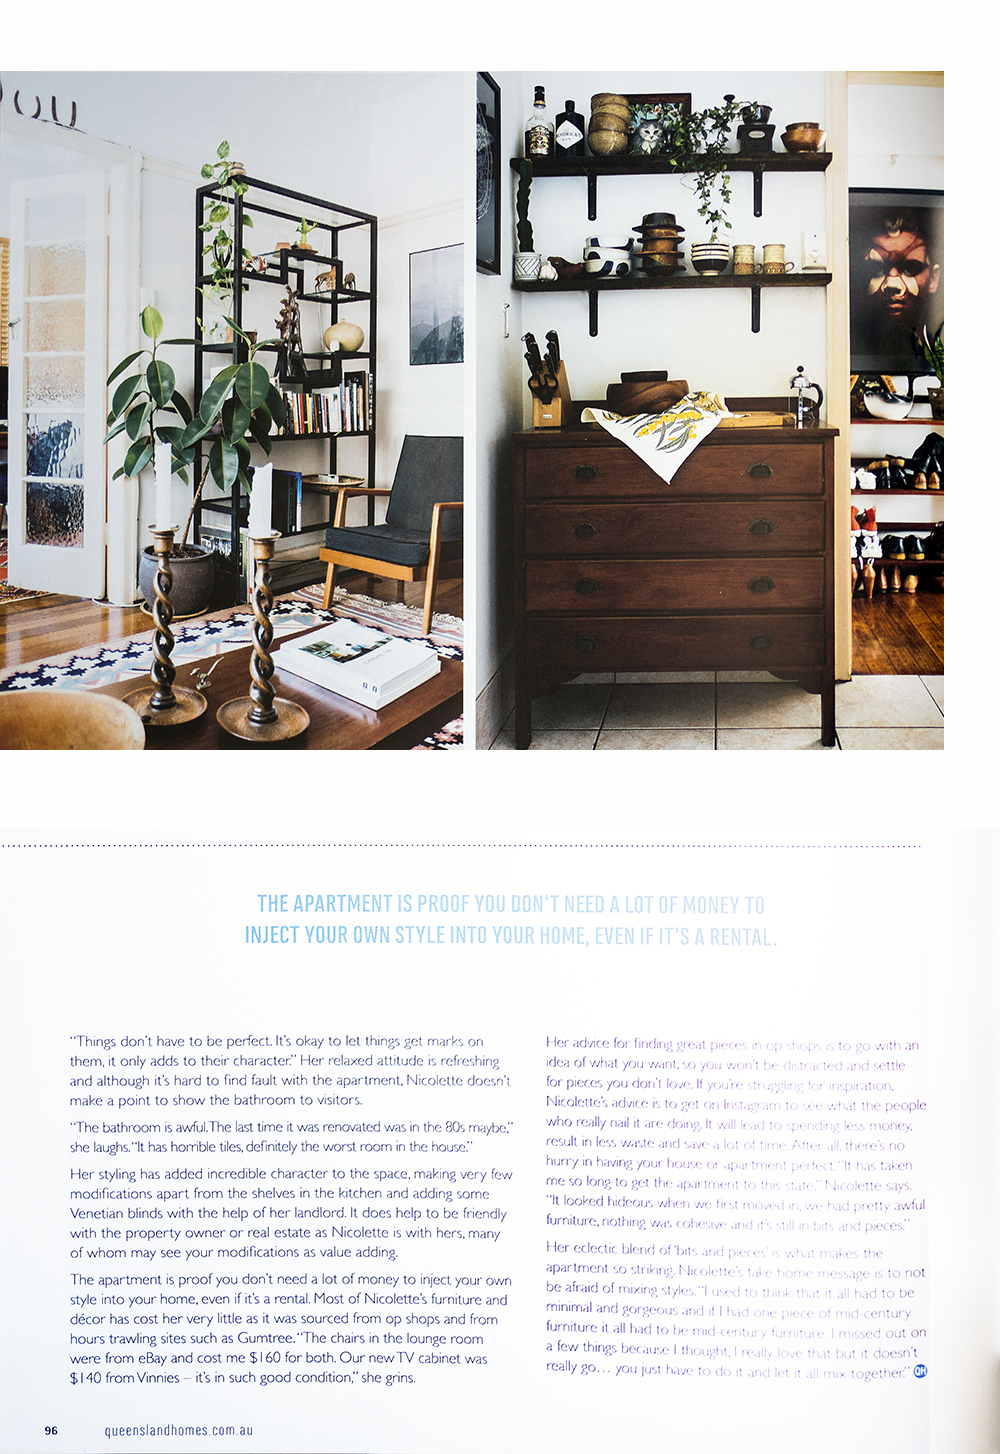 you
HENDRICK'S
GIN
THE APARTMENT IS PROOF YOU DON'T NEED A LOT OF MONEY TO
INJECT YOUR OWN STYLE INTO YOUR HOME, EVEN IF IT'S A RENTAL.
"Things don't have to be perfect. It's okay to let things get marks on
them, it only adds to their character." Her relaxed attitude is refreshing
and although it's hard to find fault with the apartment, Nicolette doesn't
make a point to show the bathroom to visitors.
"The bathroom is awful. The last time it was renovated was in the 80s maybe,"
she laughs. "It has horrible tiles, definitely the worst room in the house."
Her styling has added incredible character to the space, making very few
modifications apart from the shelves in the kitchen and adding some
Venetian blinds with the help of her landlord. It does help to be friendly
with the property owner or real estate as Nicolette is with hers, many
of whom may see your modifications as value adding.
The apartment is proof you don't need a lot of money to inject your own
style into your home, even if it's a rental. Most of Nicolette's furniture and
décor has cost her very little as it was sourced from op shops and from
hours trawling sites such as Gumtree. "The chairs in the lounge room
were from eBay and cost me $160 for both. Our new TV cabinet was
$140 from Vinnies – it's in such good condition," she grins.
Her advice for finding great pieces in op shops is to go with an
idea of what you want, so you won't be distracted and settle
for pieces you don't love. If you're struggling for inspiration,
Nicolette's advice is to get on Instagram to see what the people
who really nail it are doing. It will lead to spending less money,
result in less waste and save a lot of time. After all, there's no
hurry in having your house or apartment perfect. "It has taken
me so long to get the apartment to this state," Nicolette says.
"It looked hideous when we first moved in, we had pretty awful
furniture, nothing was cohesive and it's still in bits and pieces."
Her eclectic blend of 'bits and pieces' is what makes the
apartment so striking. Nicolette's take home message is to not
be afraid of mixing styles. "I used to think that it all had to be
minimal and gorgeous and if I had one piece of mid-century
furniture it all had to be mid-century furniture. I missed out on
a few things because I thought, I really love that but it doesn't
really go… you just have to do it and let it all mix together." QH
96 queenslandhomes.com.au